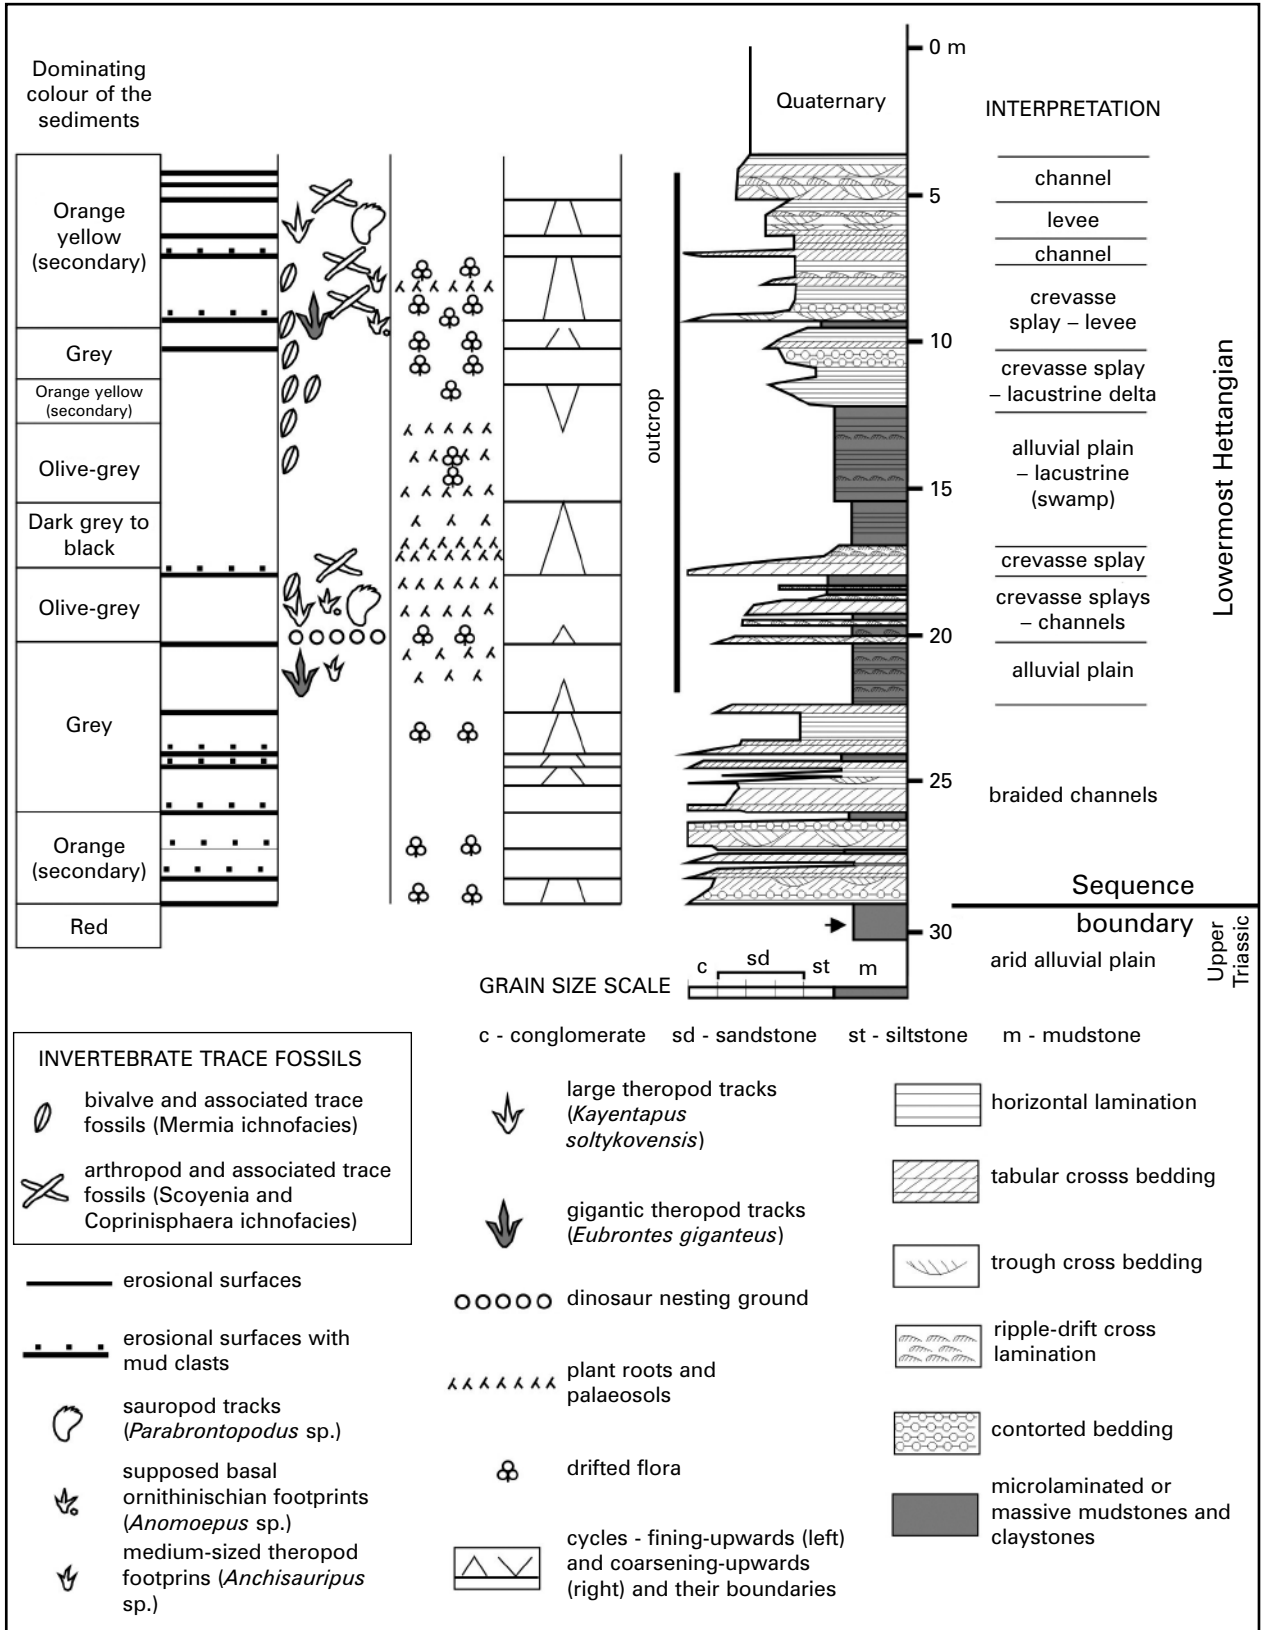 Dominating
colour of the
sediments
Orange
yellow
(secondary)
Grey
Orange yellow
(secondary)
Olive-grey
Dark grey to
black
Olive-grey
Grey
Orange
(secondary)
Red
outcrop
Quaternary
0 m
5
10
15
20
25
30
INTERPRETATION
channel
levee
channel
crevasse
splay – levee
crevasse splay
– lacustrine delta
alluvial plain
– lacustrine
(swamp)
crevasse splay
crevasse splays
– channels
alluvial plain
braided channels
Sequence
boundary
arid alluvial plain
Lowermost Hettangian
Upper
Triassic
GRAIN SIZE SCALE
c
sd
st
m
c - conglomerate sd - sandstone st - siltstone m - mudstone
INVERTEBRATE TRACE FOSSILS
bivalve and associated trace
fossils (Mermia ichnofacies)
arthropod and associated trace
fossils (Scoyenia and
Coprinisphaera ichnofacies)
erosional surfaces
erosional surfaces with
mud clasts
sauropod tracks
(Parabrontopodus sp.)
supposed basal
ornithinischian footprints
(Anomoepus sp.)
medium-sized theropod
footprins (Anchisauripus
sp.)
large theropod tracks
(Kayentapus
soltykovensis)
gigantic theropod tracks
(Eubrontes giganteus)
dinosaur nesting ground
plant roots and
palaeosols
drifted flora
cycles - fining-upwards (left)
and coarsening-upwards
(right) and their boundaries
horizontal lamination
tabular crosss bedding
trough cross bedding
ripple-drift cross
lamination
contorted bedding
microlaminated or
massive mudstones and
claystones